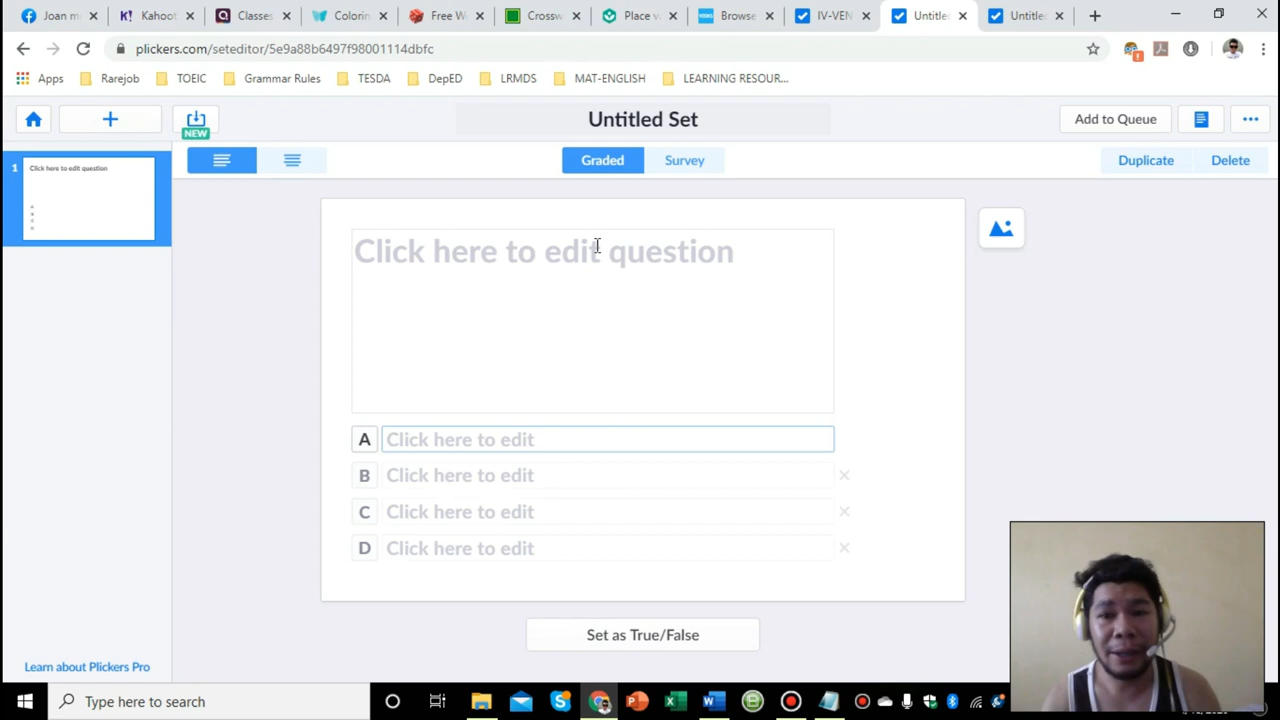 Joan m
Kahoot
Classes
Colorin
Free W
Crossw
Place v
Browse
IV-VEN
Untitle
Untitle
plickers.com/seteditor/5e9a88b6497f98001114dbfc
Apps Rarejob TOEIC Grammar Rules TESDA DepED LRMDS MAT-ENGLISH LEARNING RESOUR...
NEW
Untitled Set
Add to Queue
Graded Survey
Duplicate Delete
1 Click here to edit question
Click here to edit question
A Click here to edit
B Click here to edit
C Click here to edit
D Click here to edit
Set as True/False
Learn about Plickers Pro
Type here to search